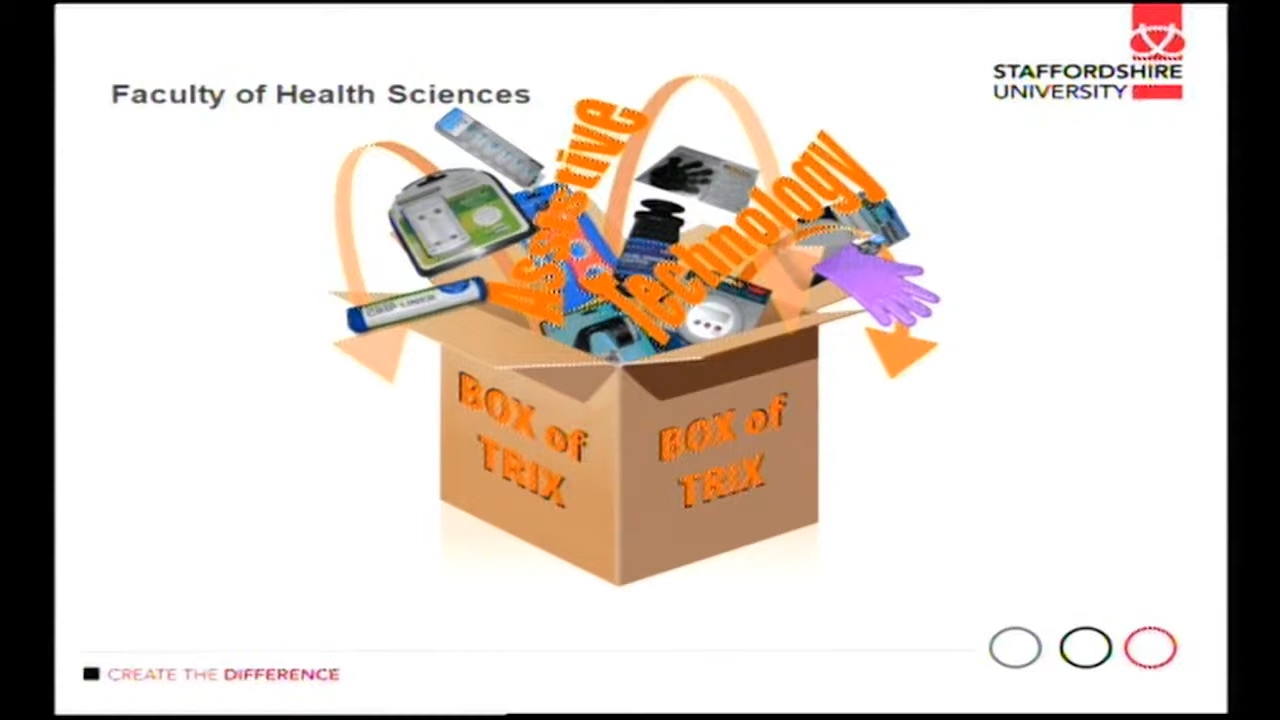 Faculty of Health Sciences
STAFFORDSHIRE
UNIVERSITY
Assistive
Technology
BOX of
TRIX
BOX of
TRIX
CREATE THE DIFFERENCE